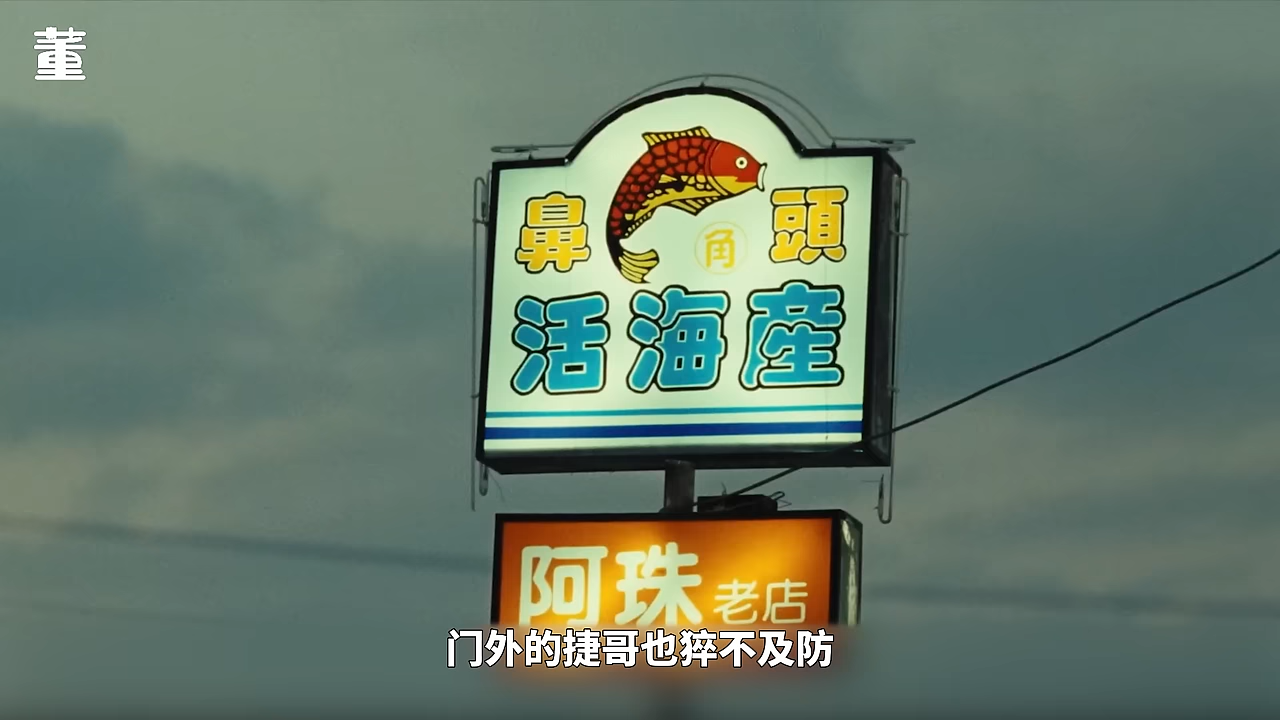 董
鼻角頭
活海産
阿珠老店
门外的捷哥也猝不及防